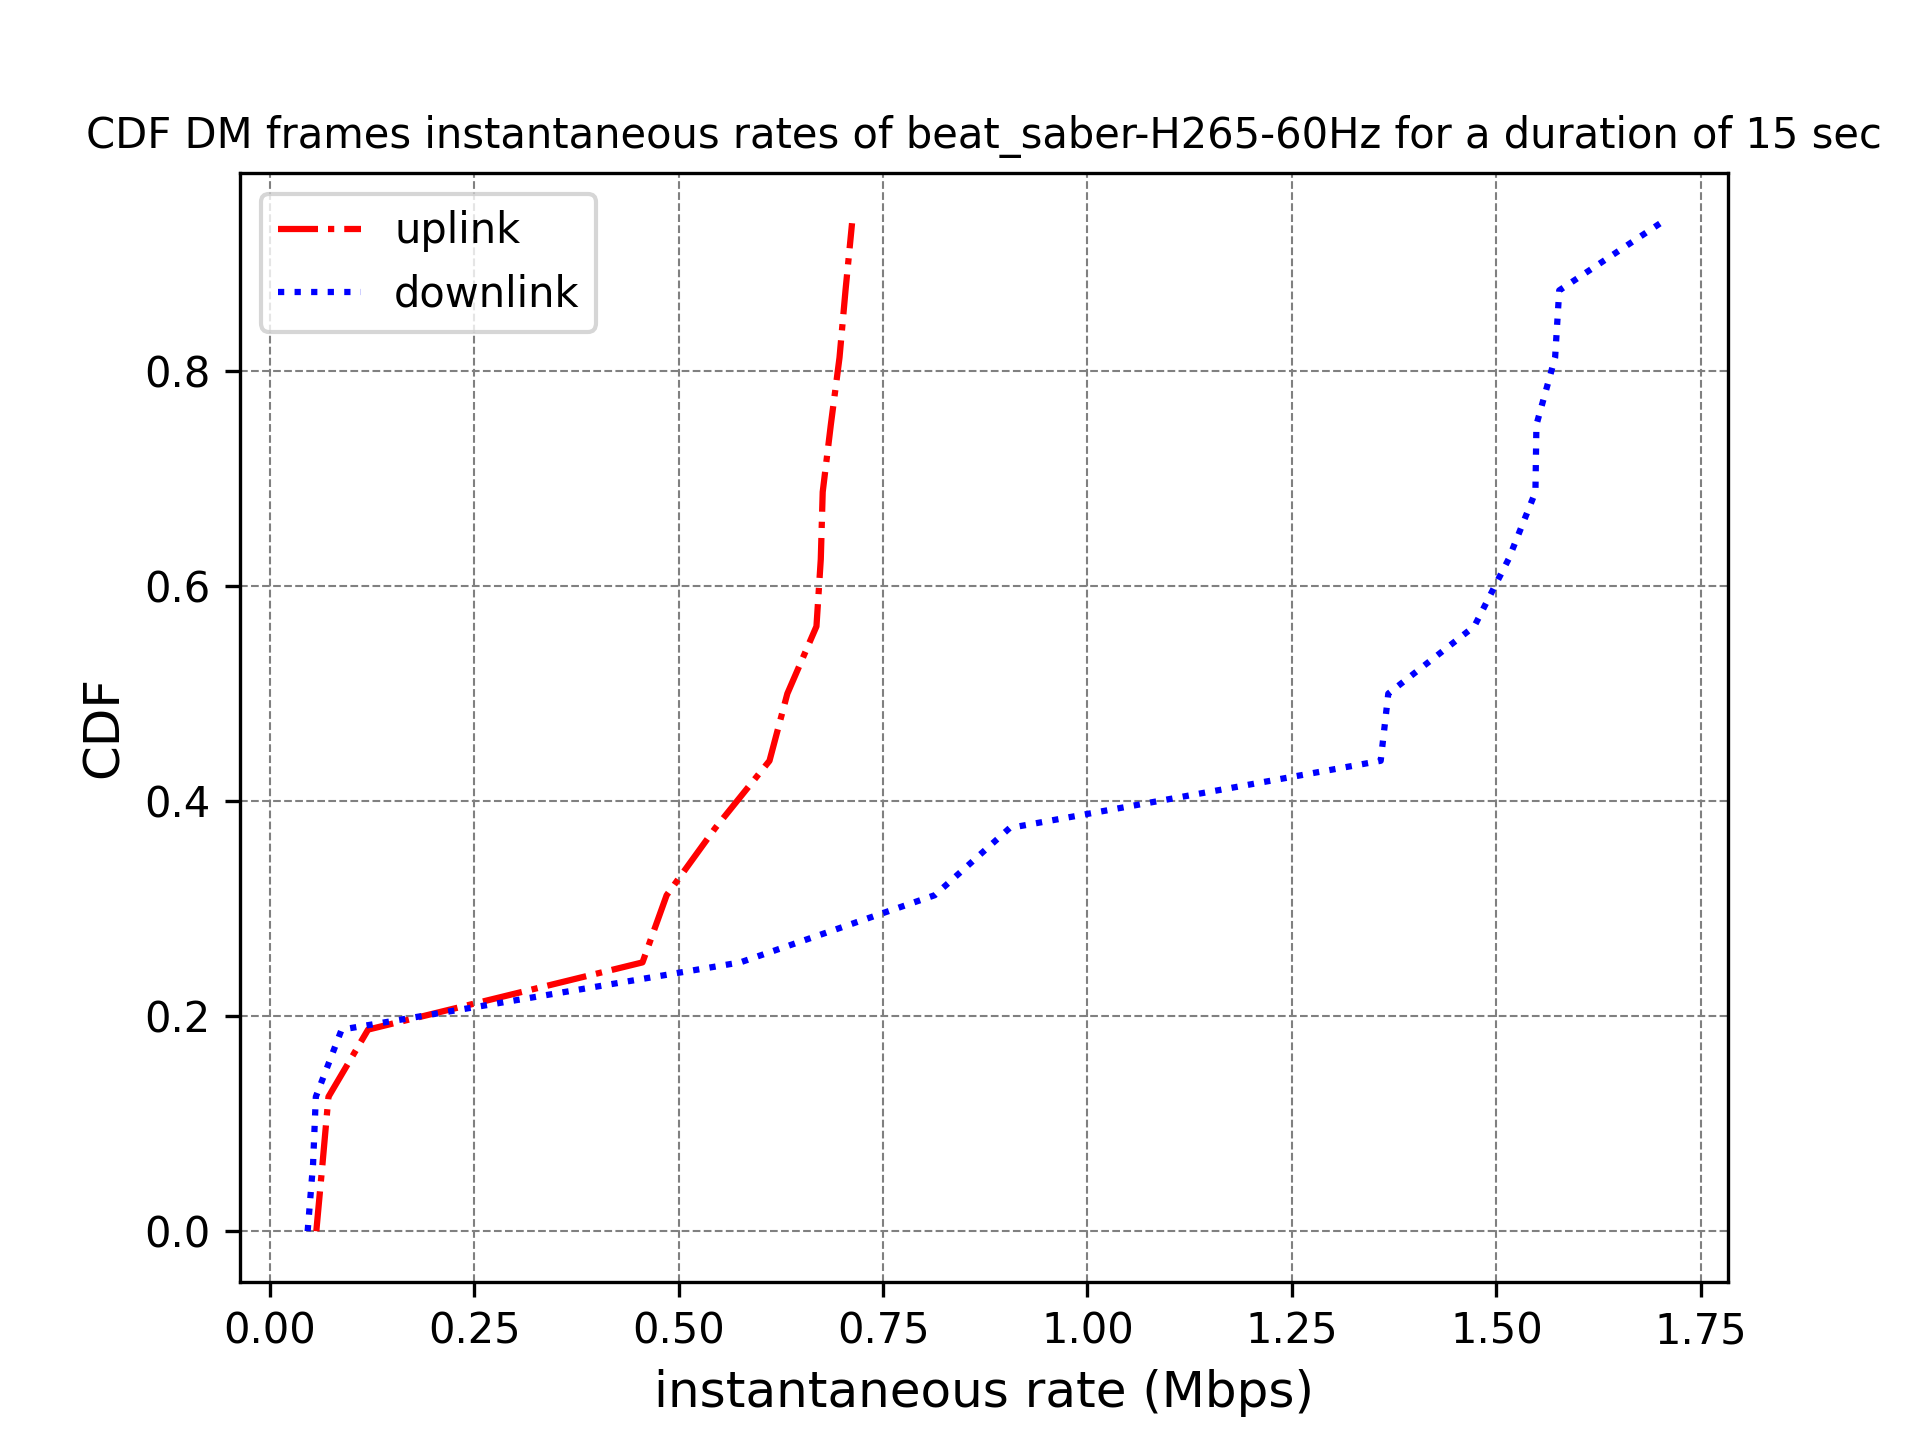 CDF DM frames instantaneous rates of beat_saber-H265-60Hz for a duration of 15 sec
uplink
downlink
0.8
0.6
0.4
0.2
0.0
CDF
0.00 0.25 0.50 0.75 1.00 1.25 1.50 1.75
instantaneous rate (Mbps)